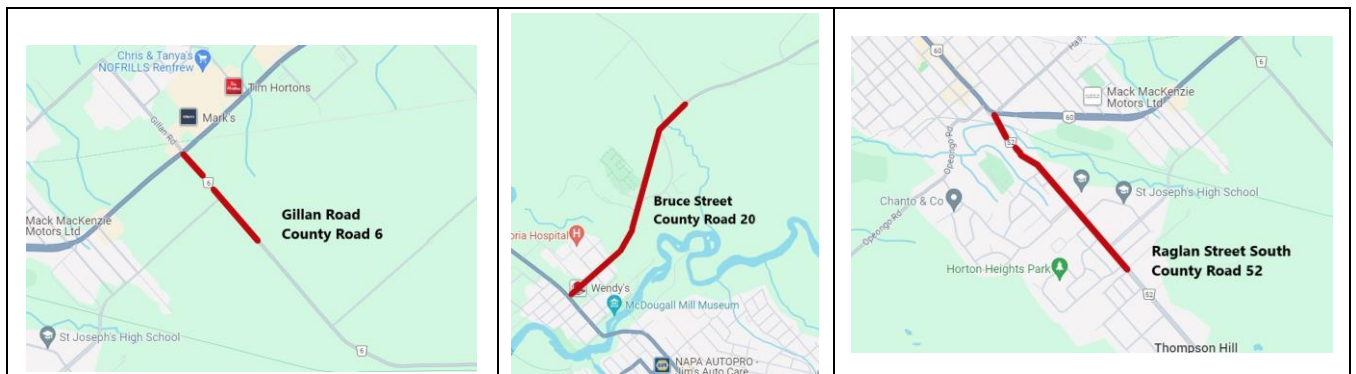 Chris & Tanya's
NOFRILLS Renfrew
Tim Hortons
Mark's
Gillan Rd
6
Gillan Road
County Road 6
Mack MacKenzie
Motors Ltd
St Joseph's High School
6
Bruce Street
County Road 20
oria Hospital
H
Wendy's
McDougall Mill Museum
NAPA AUTOPRO -
Jim's Auto Care
60
6
Mack MacKenzie
Motors Ltd
60
52
Opeongo Rd
St Joseph's High School
Chanto & Co
Opeongo Rd
Raglan Street South
County Road 52
Horton Heights Park
52
Thompson Hill